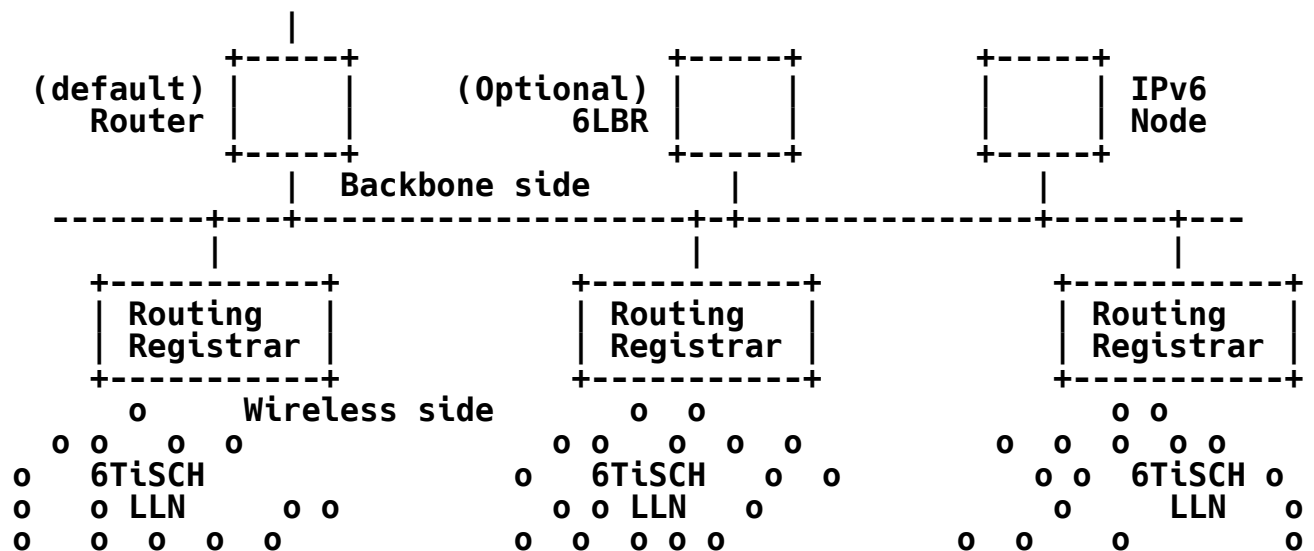 (default) (Optional) IPv6
Router 6LBR Node
Backbone side
Routing Routing Routing
Registrar Registrar Registrar
o Wireless side o o o o
o o o o o o o o o o o o o o
o 6TiSCH o 6TiSCH o o o o 6TiSCH o
o o LLN o o o o LLN o o LLN o
o o o o o o o o o o o o o o